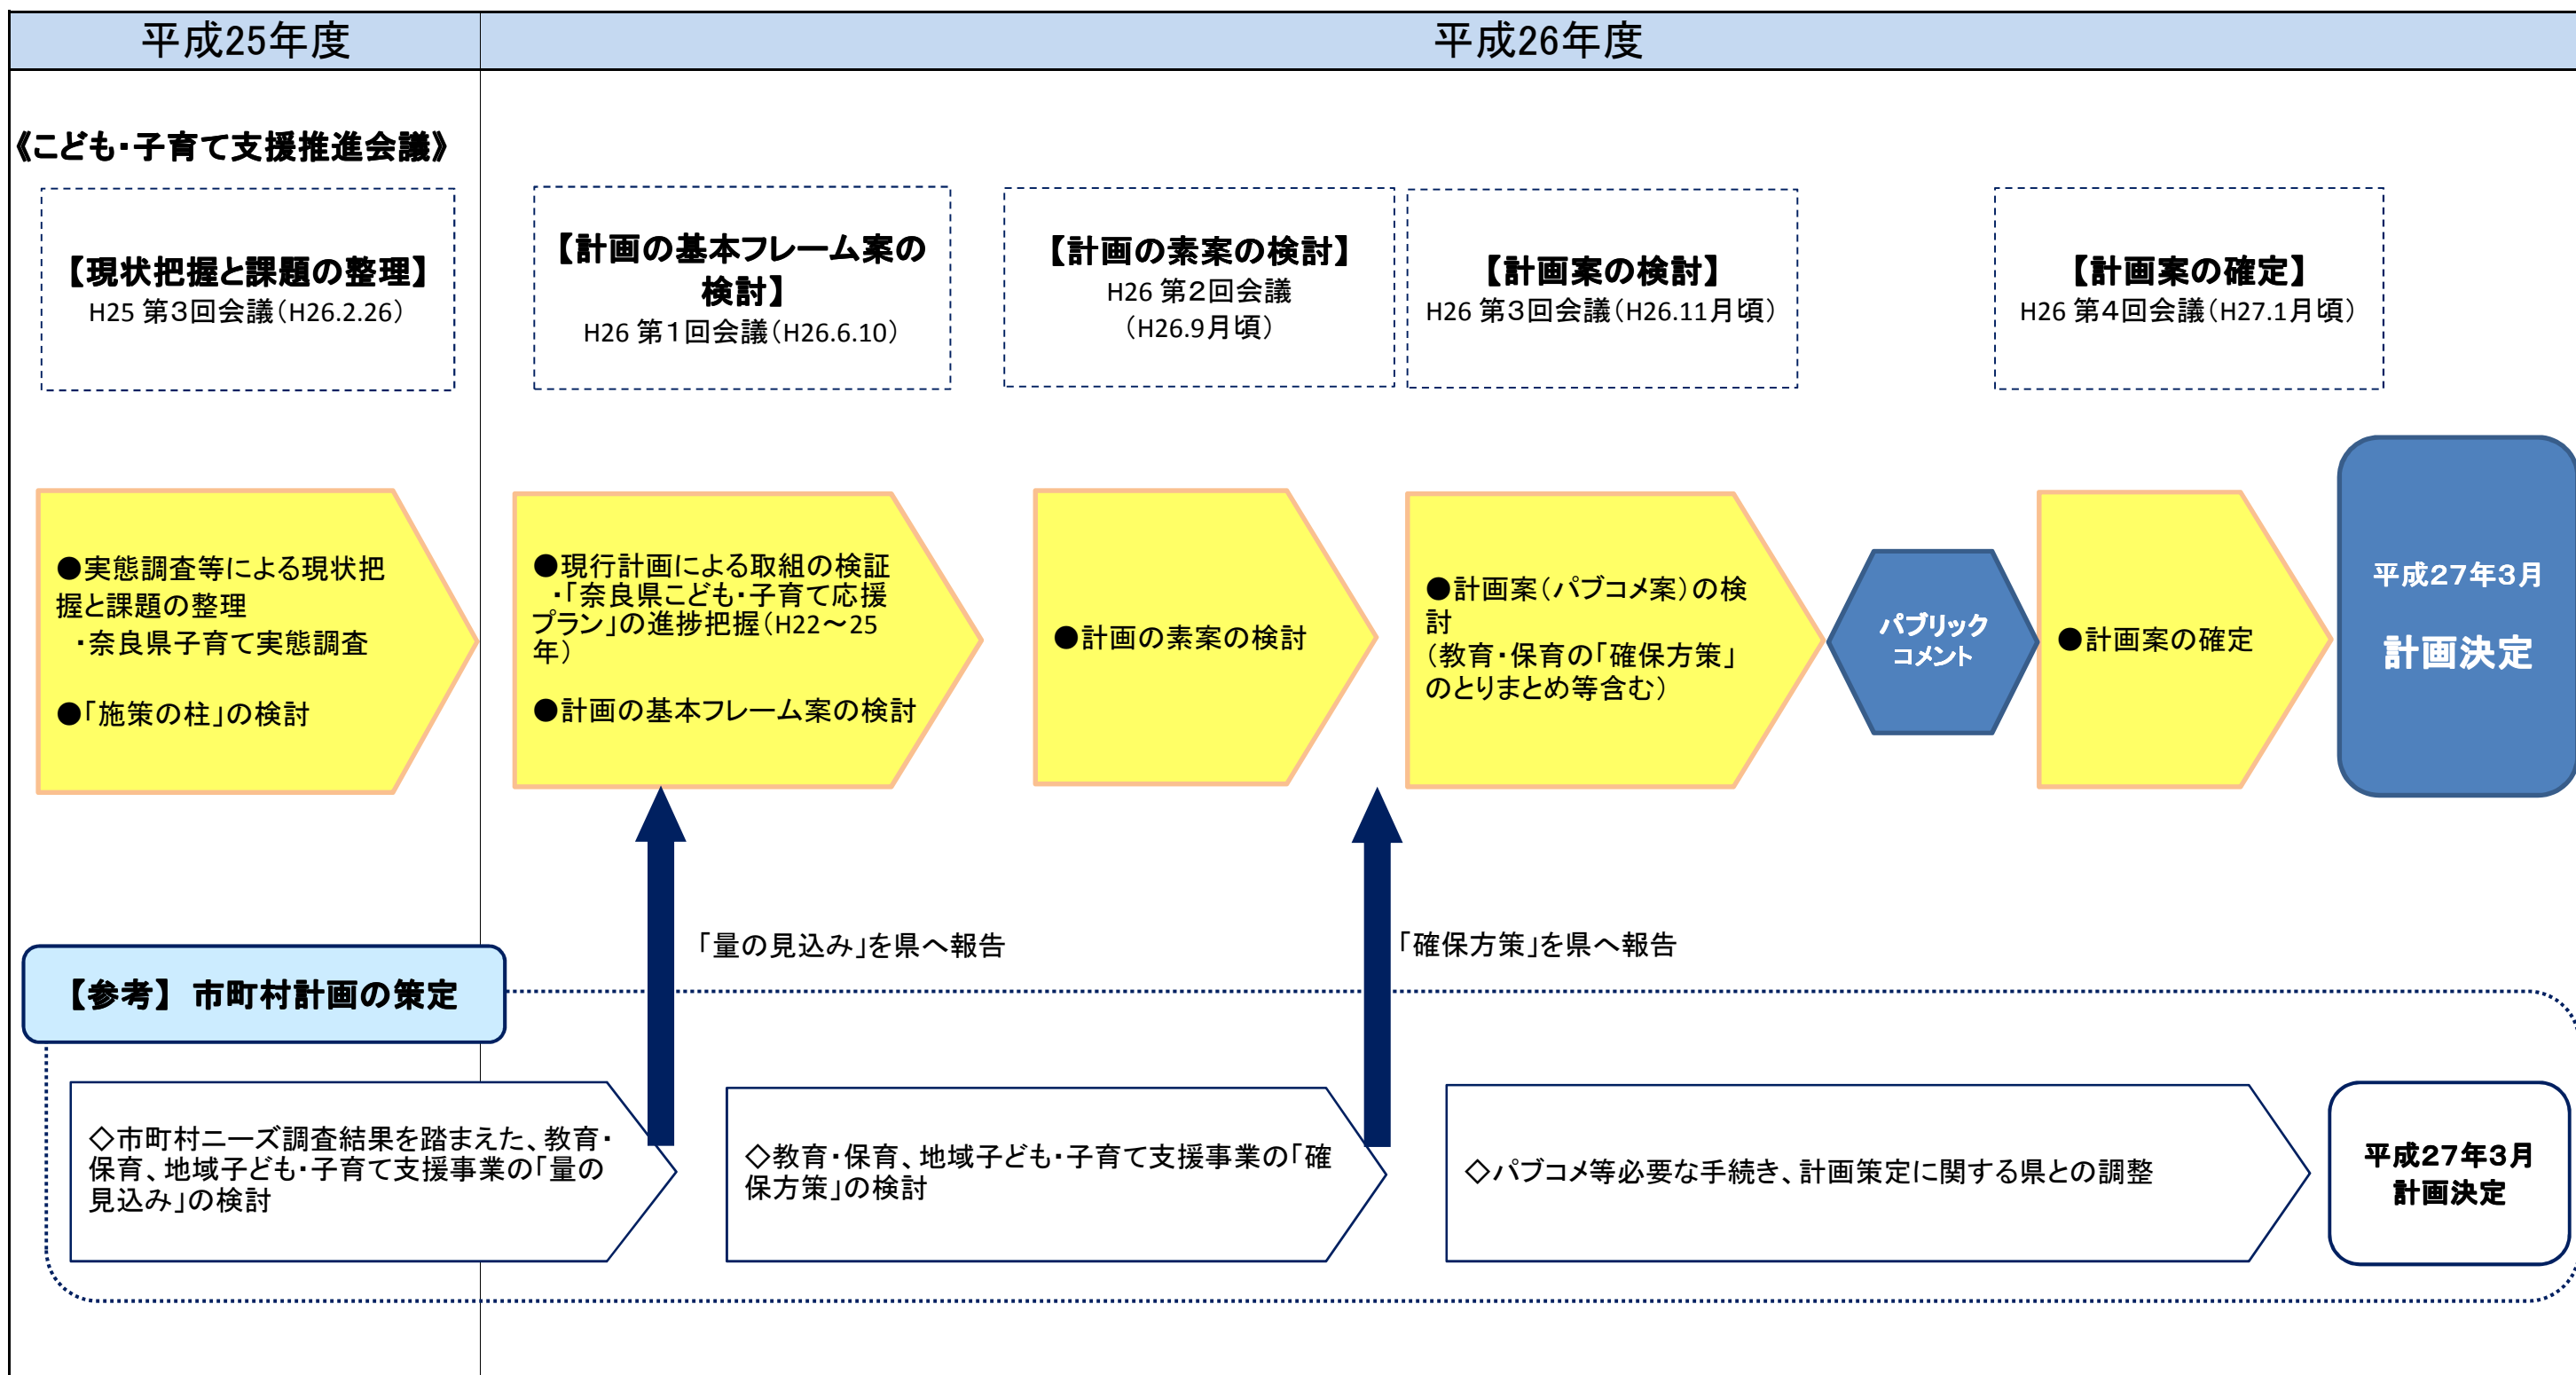 平成25年度
平成26年度
《こども・子育て支援推進会議》
【現状把握と課題の整理】
H25 第３回会議（H26.2.26）
【計画の基本フレーム案の
検討】
H26 第１回会議（H26.6.10）
【計画の素案の検討】
H26 第２回会議
（H26.9月頃）
【計画案の検討】
H26 第３回会議（H26.11月頃）
【計画案の確定】
H26 第４回会議（H27.1月頃）
●実態調査等による現状把
握と課題の整理
・奈良県子育て実態調査
●「施策の柱」の検討
●現行計画による取組の検証
・「奈良県こども・子育て応援
プラン」の進捗把握（H22～25
年）
●計画の基本フレーム案の検討
●計画の素案の検討
●計画案（パブコメ案）の検
討
（教育・保育の「確保方策」
のとりまとめ等含む）
パブリック
コメント
●計画案の確定
平成２７年３月
計画決定
「量の見込み」を県へ報告
「確保方策」を県へ報告
【参考】 市町村計画の策定
◇市町村ニーズ調査結果を踏まえた、教育・
保育、地域子ども・子育て支援事業の「量の
見込み」の検討
◇教育・保育、地域子ども・子育て支援事業の「確
保方策」の検討
◇パブコメ等必要な手続き、計画策定に関する県との調整
平成２７年３月
計画決定